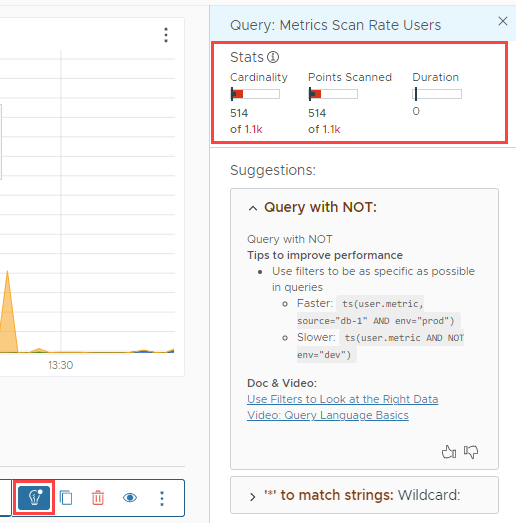 Query: Metrics Scan Rate Users
Stats
Cardinality Points Scanned Duration
514 514 0
of 1.1k of 1.1k
13:30
Suggestions:
Query with NOT:
Query with NOT
Tips to improve performance
Use filters to be as specific as possible
in queries
Faster: ts(user.metric,
source="db-1" AND env="prod")
Slower: ts(user.metric AND NOT
env="dev")
Doc & Video:
Use Filters to Look at the Right Data
Video: Query Language Basics
'*' to match strings: Wildcard: